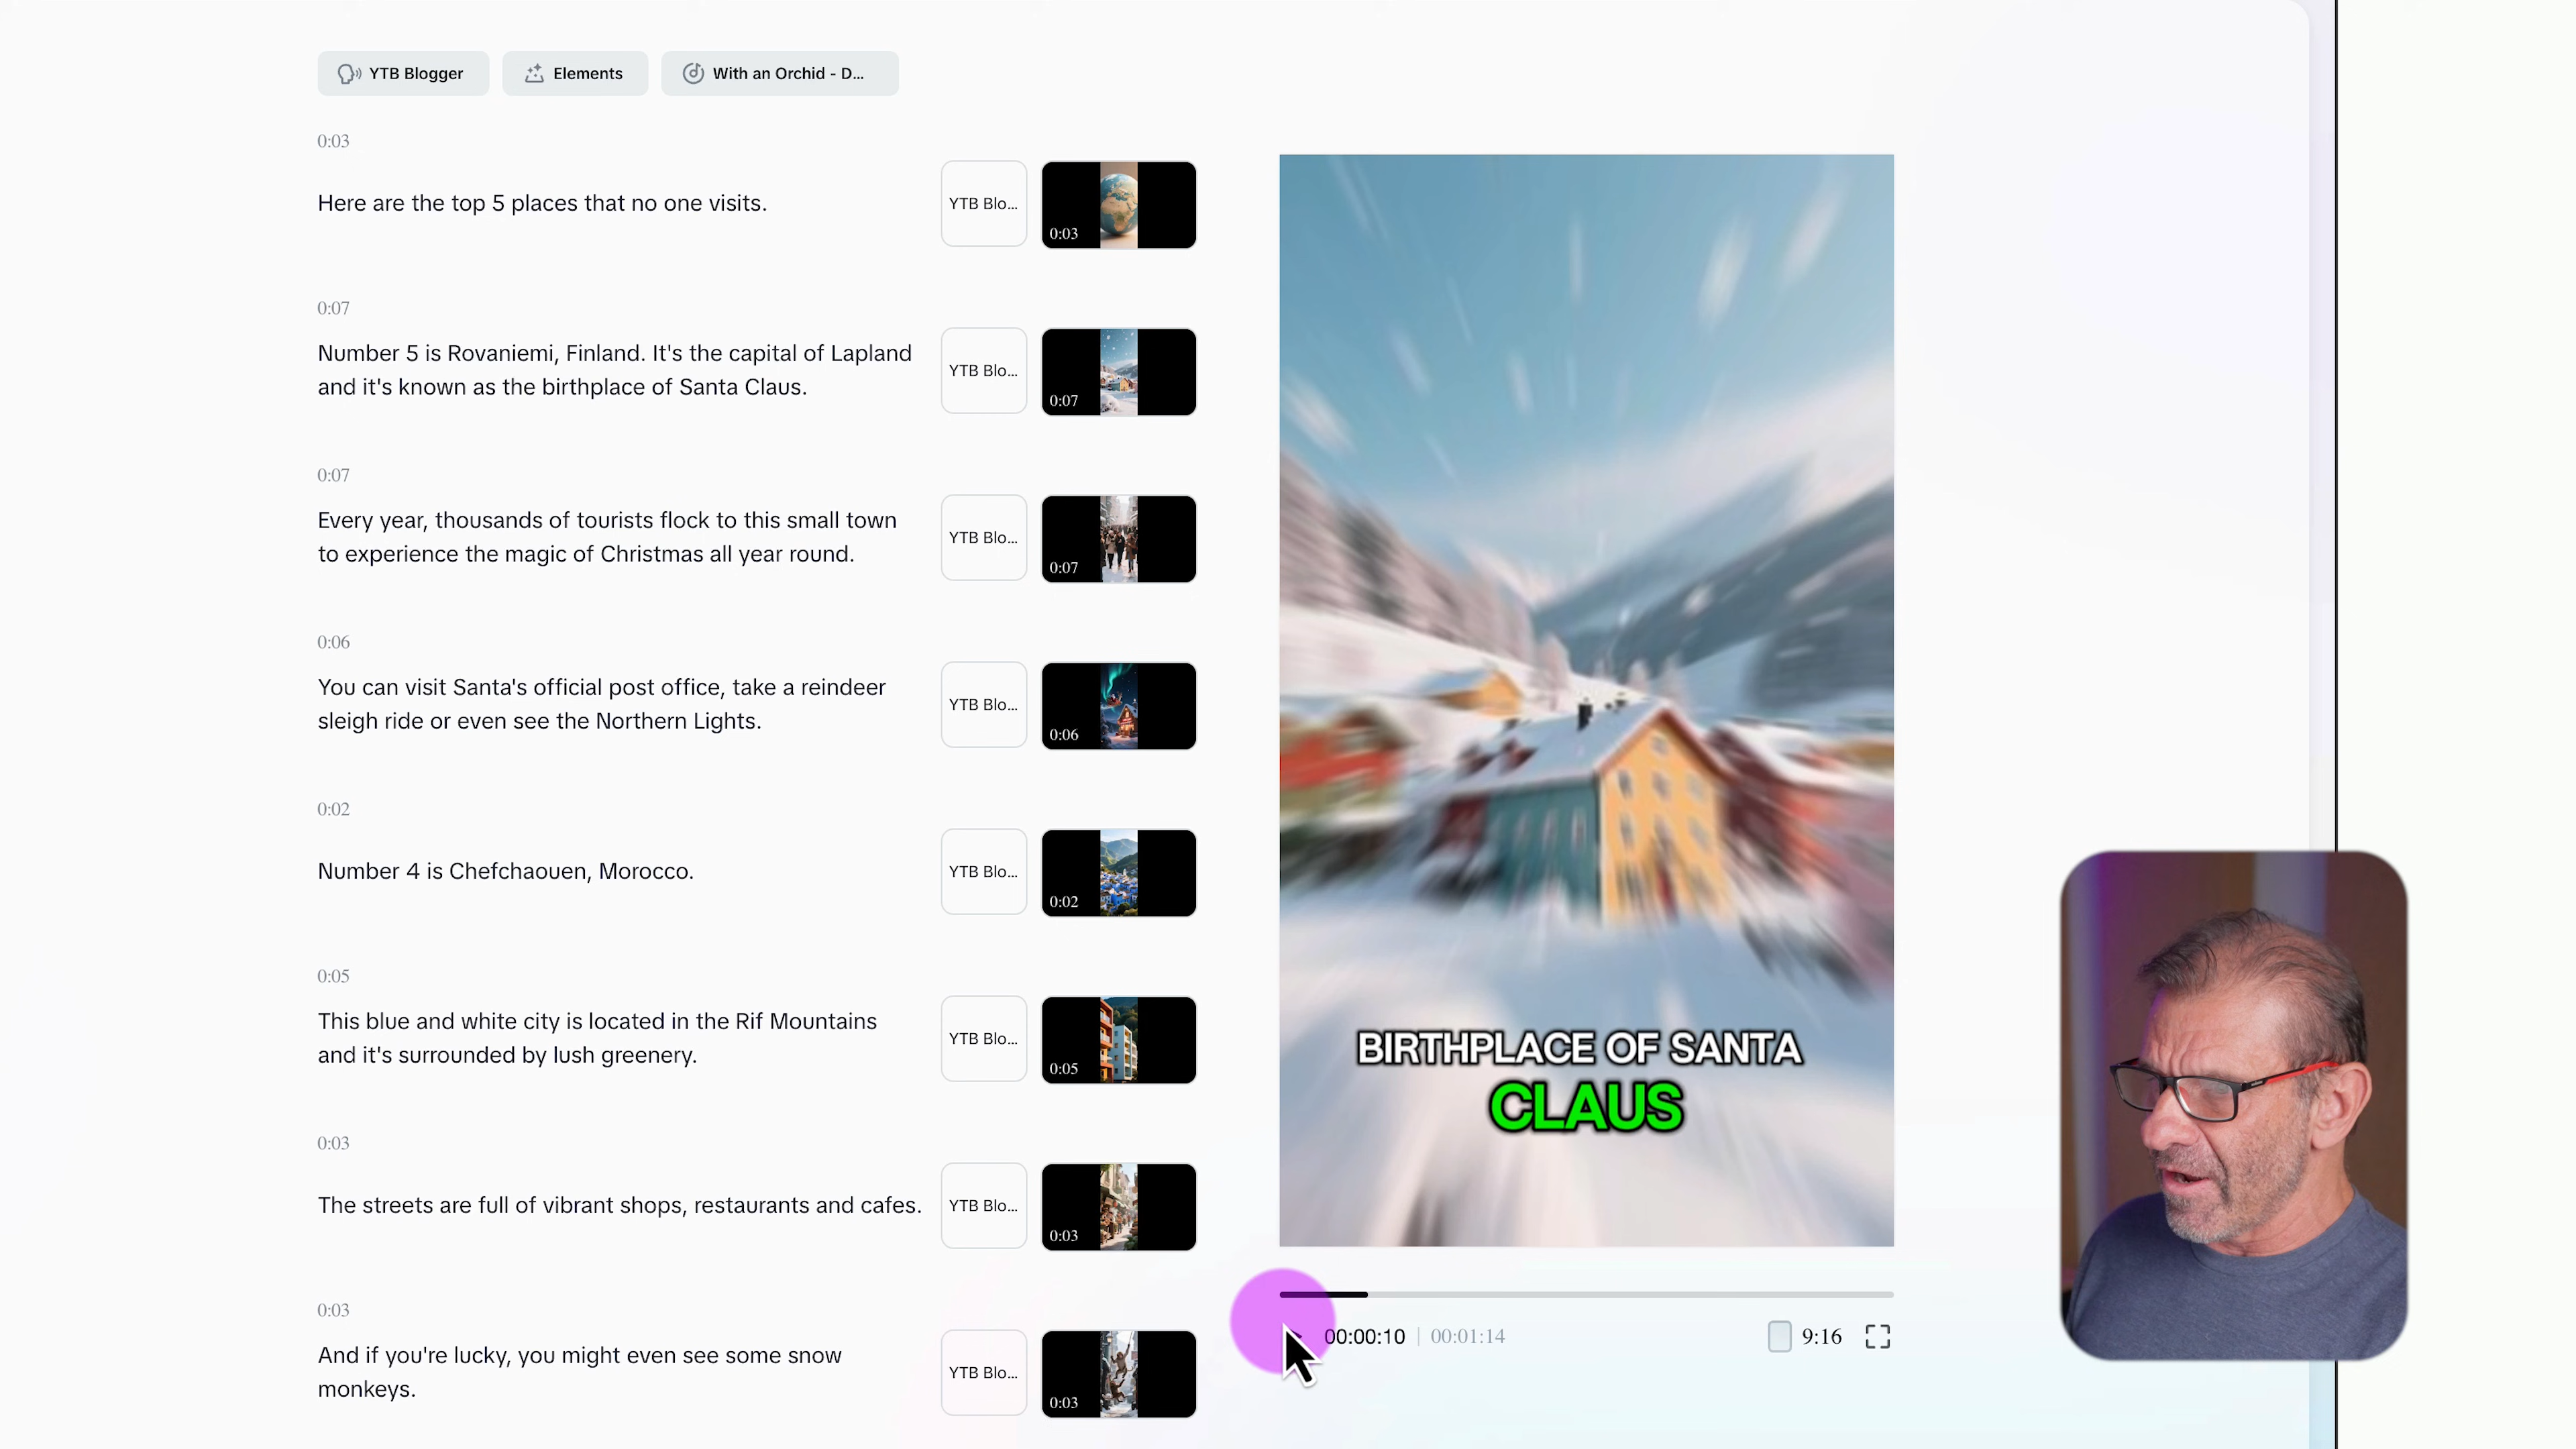 YTB Blogger
Elements
With an Orchid - D...
0:03
Here are the top 5 places that no one visits.
YTB Blo...
0:03
0:07
Number 5 is Rovaniemi, Finland. It's the capital of Lapland
and it's known as the birthplace of Santa Claus.
YTB Blo...
0:07
0:07
Every year, thousands of tourists flock to this small town
to experience the magic of Christmas all year round.
YTB Blo...
0:07
0:06
You can visit Santa's official post office, take a reindeer
sleigh ride or even see the Northern Lights.
YTB Blo...
0:06
0:02
Number 4 is Chefchaouen, Morocco.
YTB Blo...
0:02
0:05
This blue and white city is located in the Rif Mountains
and it's surrounded by lush greenery.
YTB Blo...
0:05
0:03
The streets are full of vibrant shops, restaurants and cafes.
YTB Blo...
0:03
0:03
And if you're lucky, you might even see some snow
monkeys.
YTB Blo...
0:03
BIRTHPLACE OF SANTA
CLAUS
00:00:10 | 00:01:14
9:16